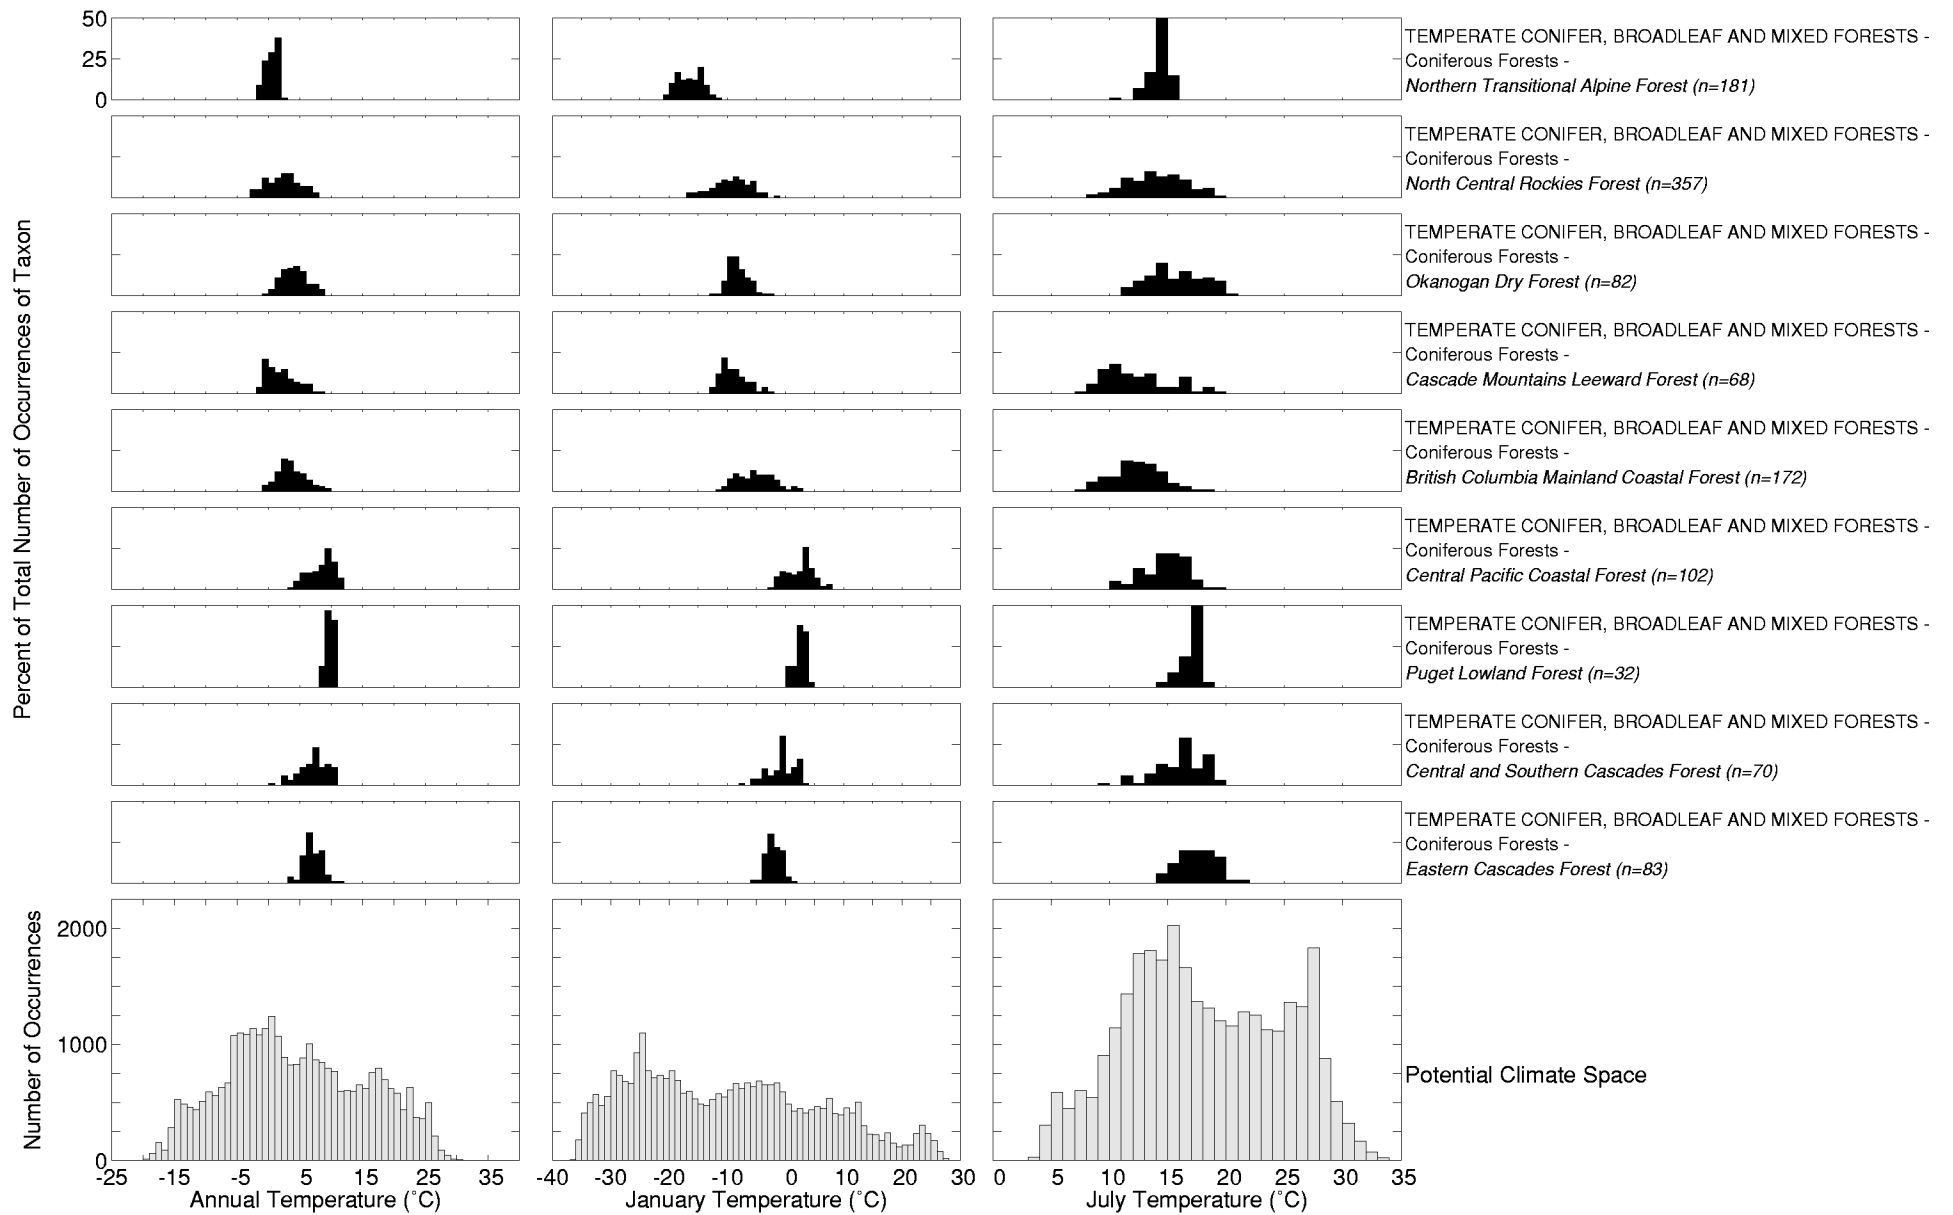 Percent of Total Number of Occurrences of Taxon
50
25
0
TEMPERATE CONIFER, BROADLEAF AND MIXED FORESTS -
Coniferous Forests -
Northern Transitional Alpine Forest (n=181)
TEMPERATE CONIFER, BROADLEAF AND MIXED FORESTS -
Coniferous Forests -
North Central Rockies Forest (n=357)
TEMPERATE CONIFER, BROADLEAF AND MIXED FORESTS -
Coniferous Forests -
Okanogan Dry Forest (n=82)
TEMPERATE CONIFER, BROADLEAF AND MIXED FORESTS -
Coniferous Forests -
Cascade Mountains Leeward Forest (n=68)
TEMPERATE CONIFER, BROADLEAF AND MIXED FORESTS -
Coniferous Forests -
British Columbia Mainland Coastal Forest (n=172)
TEMPERATE CONIFER, BROADLEAF AND MIXED FORESTS -
Coniferous Forests -
Central Pacific Coastal Forest (n=102)
TEMPERATE CONIFER, BROADLEAF AND MIXED FORESTS -
Coniferous Forests -
Puget Lowland Forest (n=32)
TEMPERATE CONIFER, BROADLEAF AND MIXED FORESTS -
Coniferous Forests -
Central and Southern Cascades Forest (n=70)
TEMPERATE CONIFER, BROADLEAF AND MIXED FORESTS -
Coniferous Forests -
Eastern Cascades Forest (n=83)
Number of Occurrences
2000
1000
0
Potential Climate Space
-25 -15 -5 5 15 25 35
Annual Temperature (˚C)
-40 -30 -20 -10 0 10 20 30
January Temperature (˚C)
0 5 10 15 20 25 30 35
July Temperature (˚C)